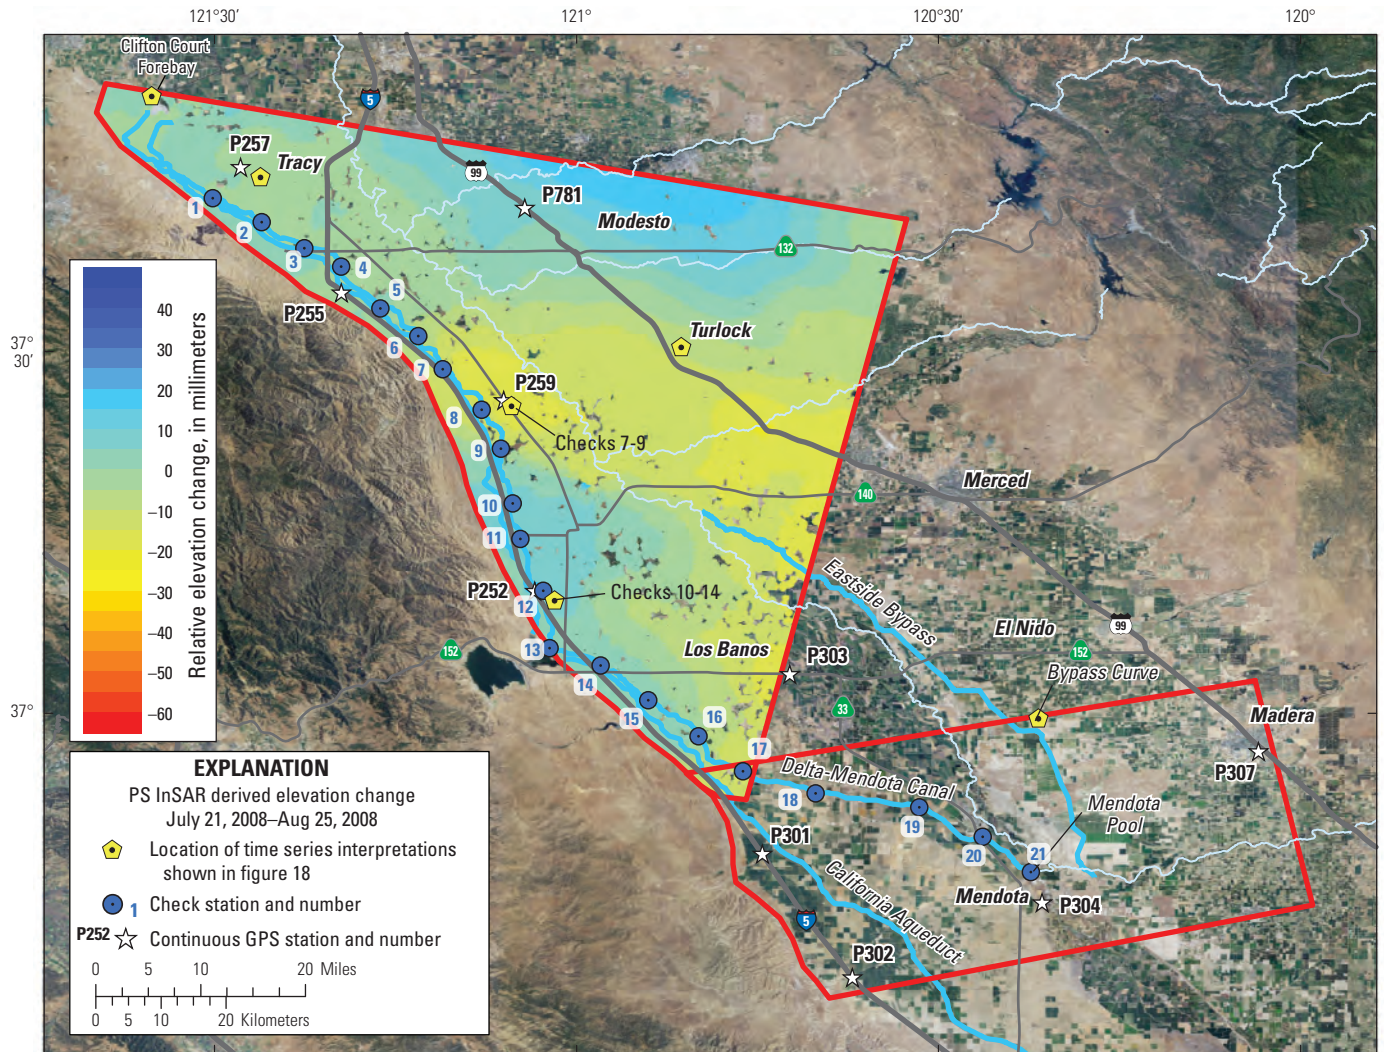 121°30'
121°
120°30'
120°
Clifton Court
Forebay
5
P257
Tracy
99
P781
Modesto
132
1
2
3
4
5
P255
6
7
37°
30'
Turlock
P259
8
Checks 7-9
9
Merced
140
10
11
Eastside Bypass
P252
Checks 10-14
12
El Nido
99
13
152
Los Banos
P303
152
Bypass Curve
14
33
15
16
37°
Madera
17
P307
Delta-Mendota Canal
18
19
Mendota
Pool
20
21
P301
Mendota
P304
California Aqueduct
5
P302
40
30
20
10
0
–10
–20
–30
–40
–50
–60
Relative elevation change, in millimeters
EXPLANATION
PS InSAR derived elevation change
July 21, 2008–Aug 25, 2008
Location of time series interpretations
shown in figure 18
1 Check station and number
P252 Continuous GPS station and number
0 5 10 20 Miles
0 5 10 20 Kilometers